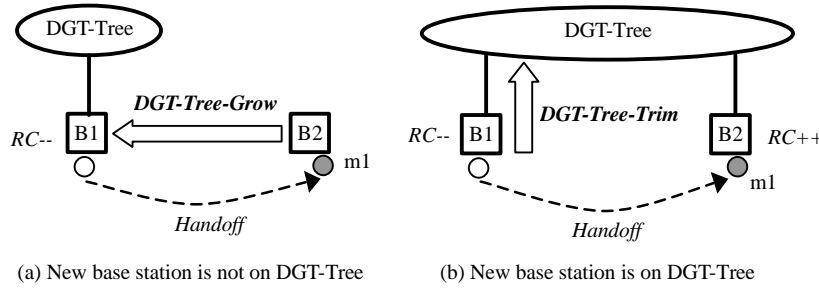 DGT-Tree
DGT-Tree-Grow
RC-- B1 B2
m1
Handoff
(a) New base station is not on DGT-Tree
DGT-Tree
DGT-Tree-Trim
RC-- B1 B2 RC++
m1
Handoff
(b) New base station is on DGT-Tree